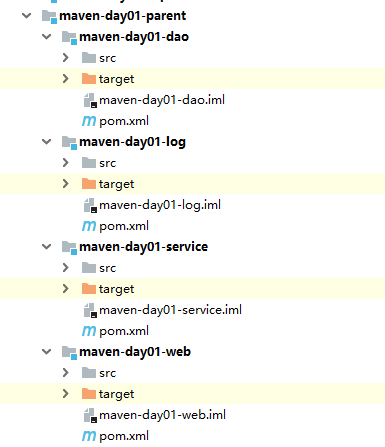 maven-day01-parent
maven-day01-dao
src
target
maven-day01-dao.iml
pom.xml
maven-day01-log
src
target
maven-day01-log.iml
pom.xml
maven-day01-service
src
target
maven-day01-service.iml
pom.xml
maven-day01-web
src
target
maven-day01-web.iml
pom.xml